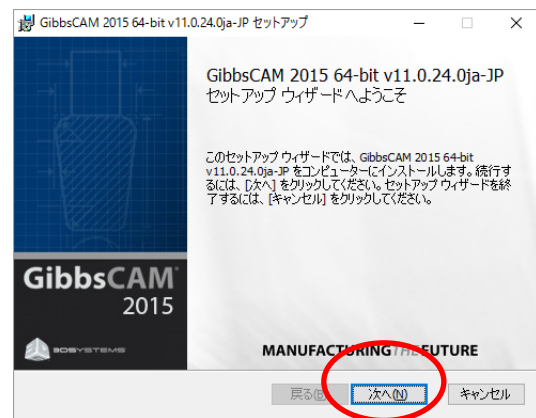 GibbsCAM 2015 64-bit v11.0.24.0ja-JP セットアップ
GibbsCAM 2015 64-bit v11.0.24.0ja-JP
セットアップ ウィザードへようこそ
このセットアップ ウィザードでは、GibbsCAM 2015 64-bit
v11.0.24.0ja-JP をコンピューターにインストールします。続行す
るには、[次へ] をクリックしてください。セットアップ ウィザードを終
了するには、[キャンセル] をクリックしてください。
GibbsCAM
2015
3DSYSTEMS
MANUFACTURING THE FUTURE
戻る(B)
次へ(N)
キャンセル